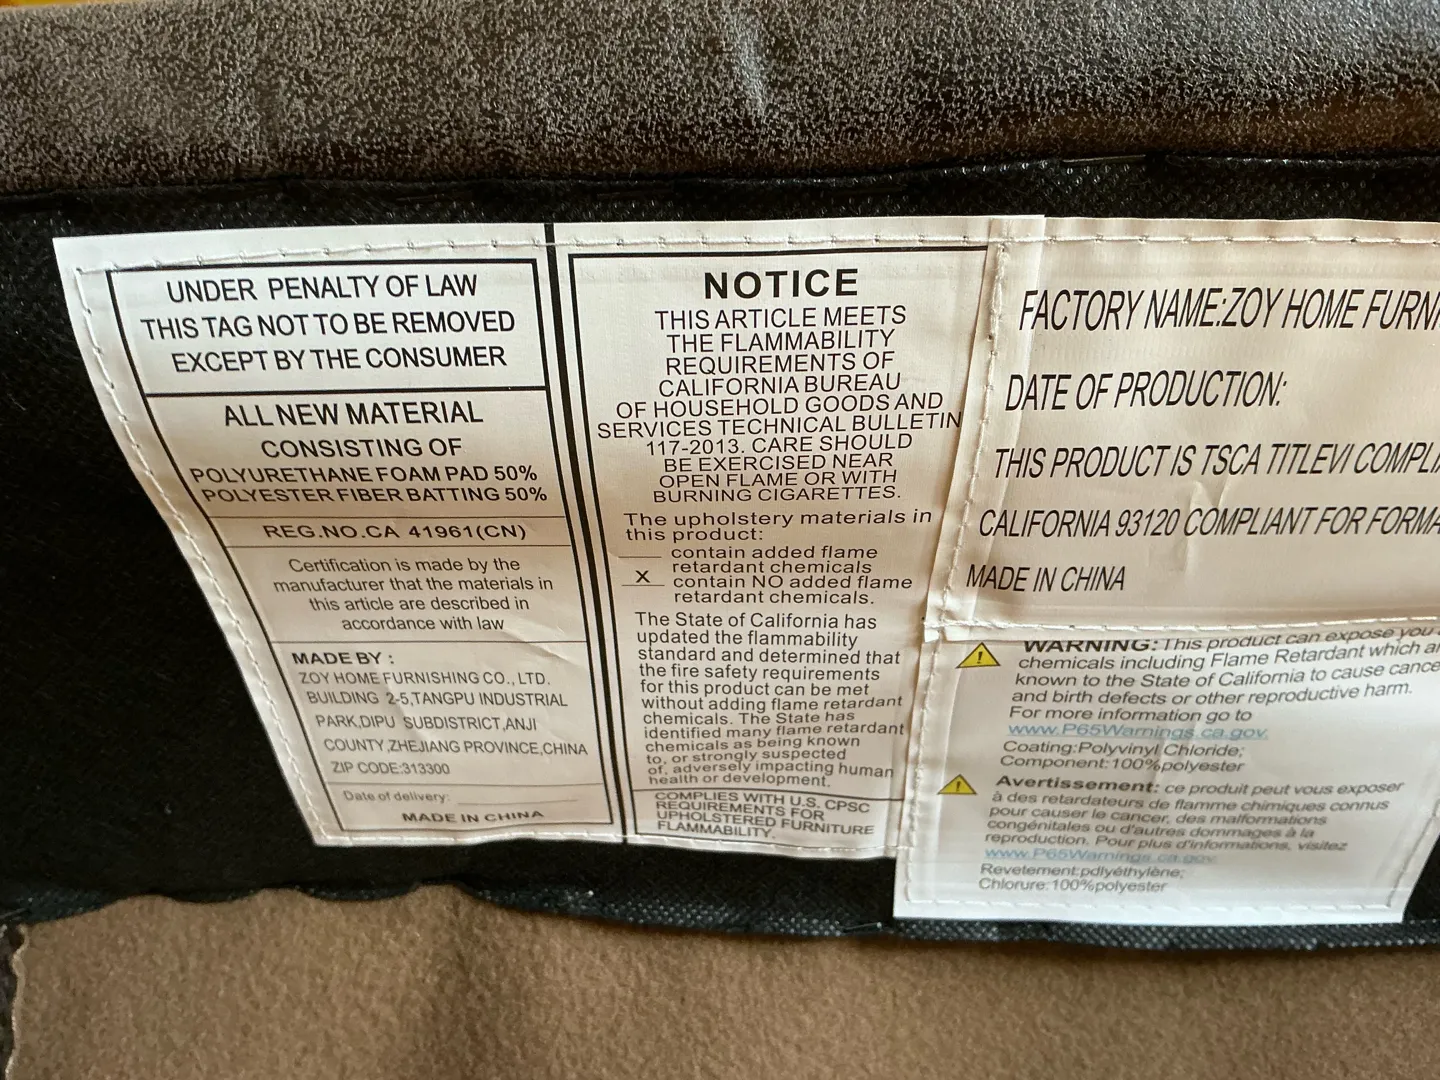 UNDER PENALTY OF LAW
THIS TAG NOT TO BE REMOVED
EXCEPT BY THE CONSUMER
ALL NEW MATERIAL
CONSISTING OF
POLYURETHANE FOAM PAD 50%
POLYESTER FIBER BATTING 50%
REG.NO.CA 41961(CN)
Certification is made by the
manufacturer that the materials in
this article are described in
accordance with law
MADE BY :
ZOY HOME FURNISHING CO., LTD.
BUILDING 2-5,TANGPU INDUSTRIAL
PARK,DIPU SUBDISTRICT,ANJI
COUNTY,ZHEJIANG PROVINCE,CHINA
ZIP CODE:313300
Date of delivery:
MADE IN CHINA
NOTICE
THIS ARTICLE MEETS
THE FLAMMABILITY
REQUIREMENTS OF
CALIFORNIA BUREAU
OF HOUSEHOLD GOODS AND
SERVICES TECHNICAL BULLETIN
117-2013. CARE SHOULD
BE EXERCISED NEAR
OPEN FLAME OR WITH
BURNING CIGARETTES.
The upholstery materials in
this product:
contain added flame
retardant chemicals
X contain NO added flame
retardant chemicals.
The State of California has
updated the flammability
standard and determined that
the fire safety requirements
for this product can be met
without adding flame retardant
chemicals. The State has
identified many flame retardant
chemicals as being known
to, or strongly suspected
of, adversely impacting human
health or development.
COMPLIES WITH U.S. CPSC
REQUIREMENTS FOR
UPHOLSTERED FURNITURE
FLAMMABILITY.
FACTORY NAME:ZOY HOME FURNI
DATE OF PRODUCTION:
THIS PRODUCT IS TSCA TITLEVI COMPLI
CALIFORNIA 93120 COMPLIANT FOR FORMA
MADE IN CHINA
WARNING: This product can expose you
chemicals including Flame Retardant which ar
known to the State of California to cause cance
and birth defects or other reproductive harm.
For more information go to
www.P65Warnings.ca.gov.
Coating:Polyvinyl Chloride;
Component:100%polyester
Avertissement: ce produit peut vous exposer
à des retardateurs de flamme chimiques connus
pour causer le cancer, des malformations
congénitales ou d'autres dommages à la
reproduction. Pour plus d'informations, visitez
www.P65Warnings.ca.gov.
Revetement:pdlyéthylène;
Chlorure:100%polyester